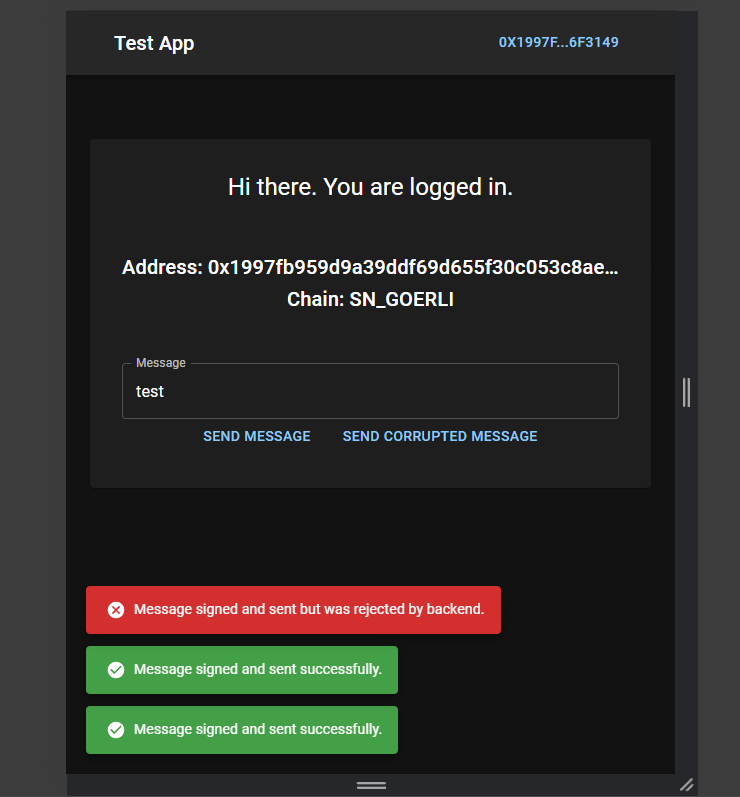 Test App
0X1997F...6F3149
Hi there. You are logged in.
Address: 0x1997fb959d9a39ddf69d655f30c053c8ae...
Chain: SN_GOERLI
Message
test
SEND MESSAGE
SEND CORRUPTED MESSAGE
Message signed and sent but was rejected by backend.
Message signed and sent successfully.
Message signed and sent successfully.